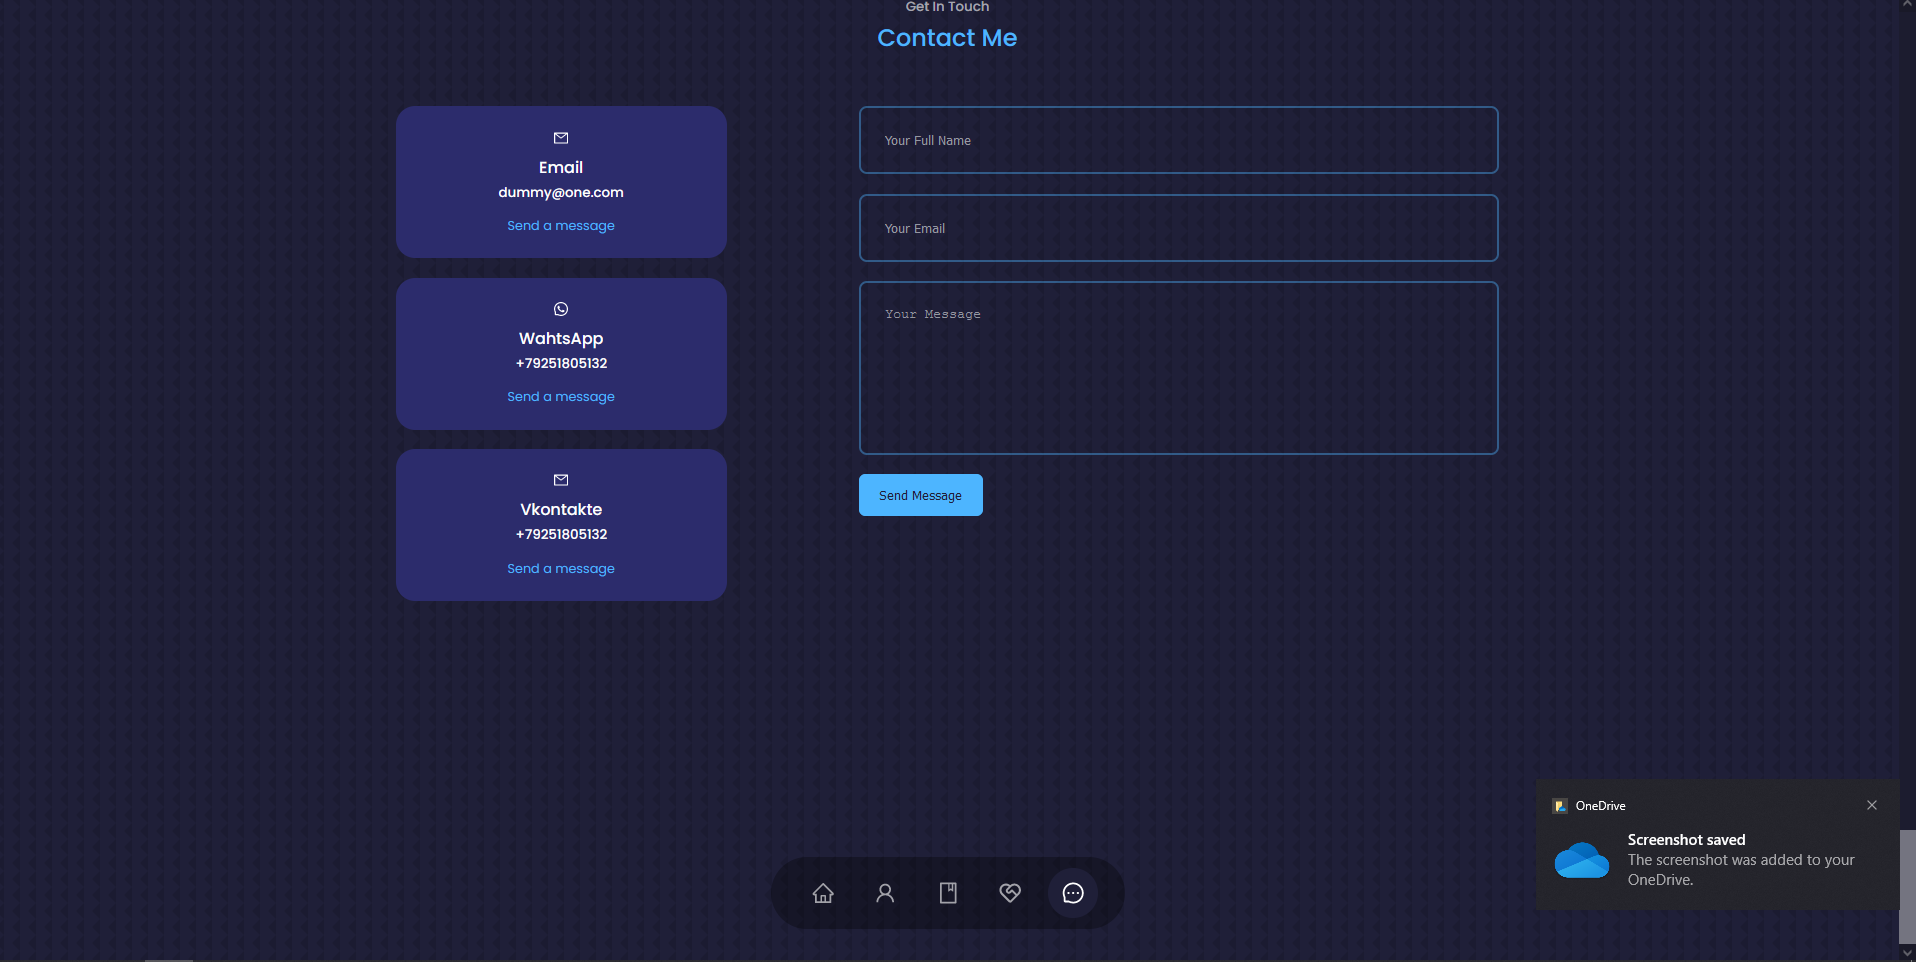 Get In Touch
Contact Me
Email
dummy@one.com
Send a message
WahtsApp
+79251805132
Send a message
Vkontakte
+79251805132
Send a message
Your Full Name
Your Email
Your Message
Send Message
OneDrive
Screenshot saved
The screenshot was added to your
OneDrive.